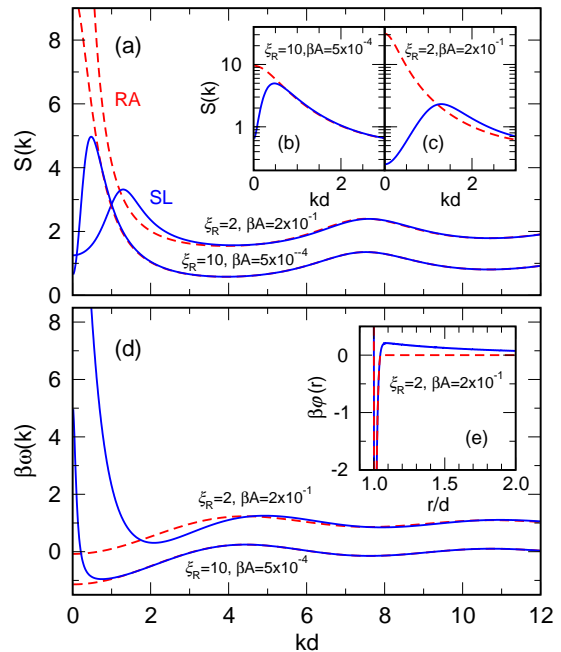 (a)
RA
SL
S(k)
8
6
4
2
0
ξR=2, βA=2x10-1
ξR=10, βA=5x10--4
ξR=10,βA=5x10-4
S(k)
10
1
(b)
0 2
kd
ξR=2,βA=2x10-1
(c)
0 2
kd
(d)
βω(k)
8
6
4
2
0
ξR=2, βA=2x10-1
ξR=10, βA=5x10-4
0 2 4 6 8 10 12
kd
βφ(r)
0
-1
-2
ξR=2, βA=2x10-1
(e)
1.0 1.5 2.0
r/d